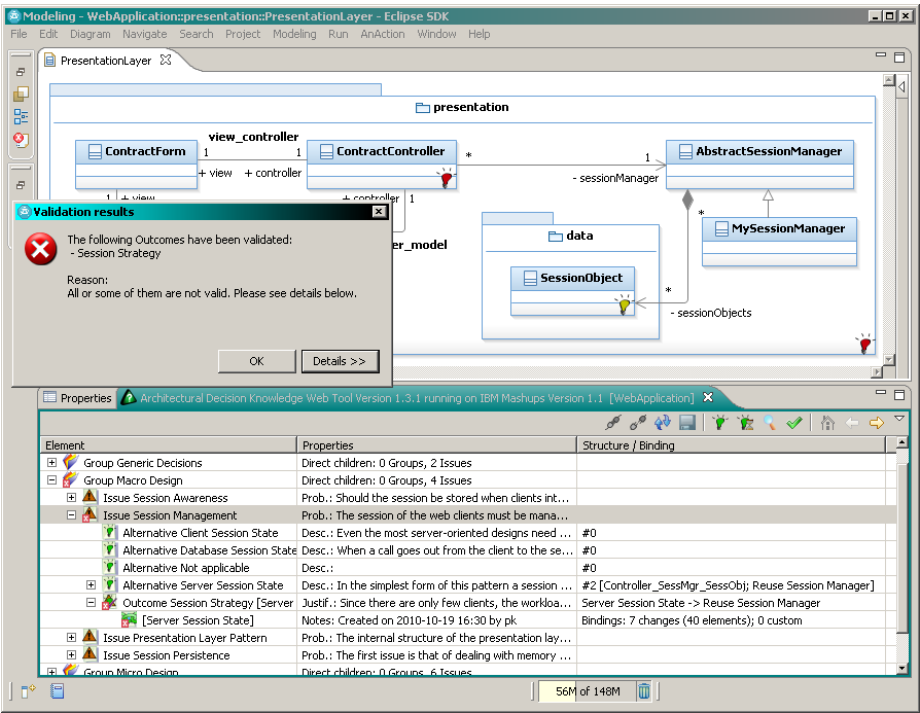 Modeling - WebApplication::presentation::PresentationLayer - Eclipse SDK
File Edit Diagram Navigate Search Project Modeling Run AnAction Window Help
PresentationLayer
presentation
view_controller
ContractForm 1 1 ContractController * 1 AbstractSessionManager
+ view + controller - sessionManager
1 + view + controller 1
Validation results
The following Outcomes have been validated:
- Session Strategy
Reason:
All or some of them are not valid. Please see details below.
OK Details >>
er_model
* MySessionManager
data
SessionObject
*
- sessionObjects
Properties Architectural Decision Knowledge Web Tool Version 1.3.1 running on IBM Mashups Version 1.1 [WebApplication]
Element Properties Structure / Binding
Group Generic Decisions Direct children: 0 Groups, 2 Issues
Group Macro Design Direct children: 0 Groups, 4 Issues
Issue Session Awareness Prob.: Should the session be stored when clients int...
Issue Session Management Prob.: The session of the web clients must be mana...
Alternative Client Session State Desc.: Even the most server-oriented designs need ... #0
Alternative Database Session State Desc.: When a call goes out from the client to the se... #0
Alternative Not applicable Desc.: #0
Alternative Server Session State Desc.: In the simplest form of this pattern a session ... #2 [Controller_SessMgr_SessObj; Reuse Session Manager]
Outcome Session Strategy [Server Justif.: Since there are only few clients, the workloa... Server Session State -> Reuse Session Manager
[Server Session State] Notes: Created on 2010-10-19 16:30 by pk Bindings: 7 changes (40 elements); 0 custom
Issue Presentation Layer Pattern Prob.: The internal structure of the presentation lay...
Issue Session Persistence Prob.: The first issue is that of dealing with memory ...
Group Micro Design Direct children: 0 Groups, 6 Issues
56M of 148M